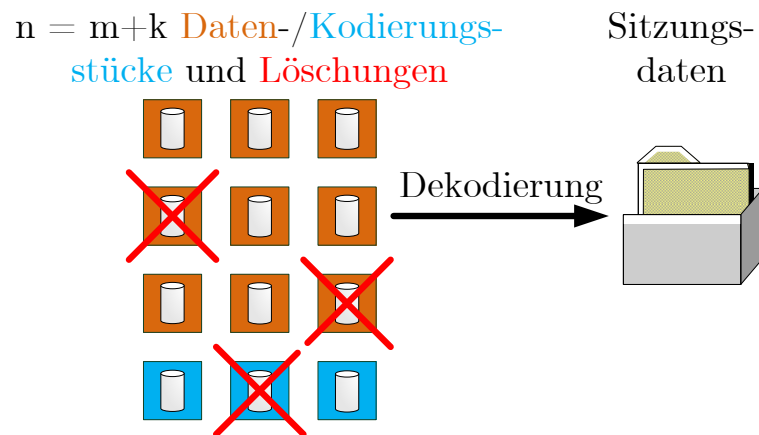 n = m+k Daten-/Kodierungs-
stücke und Löschungen
Sitzungs-
daten
Dekodierung